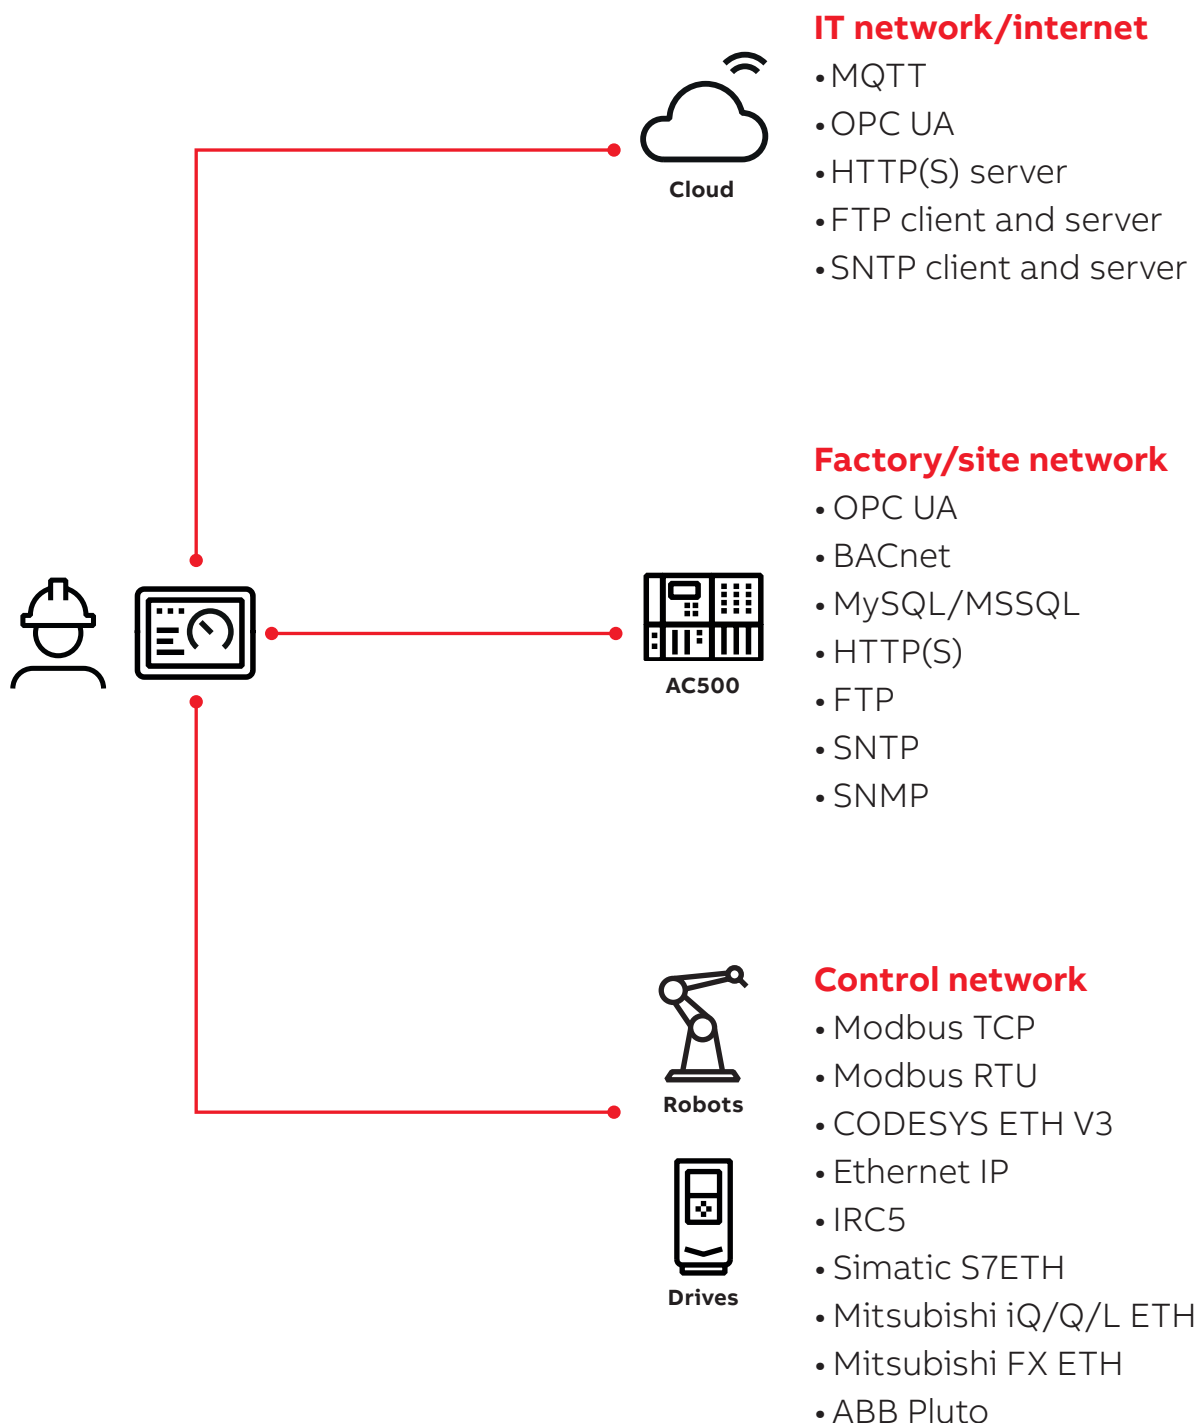 IT network/internet
• MQTT
• OPC UA
• HTTP(S) server
• FTP client and server
• SNTP client and server
Cloud
Factory/site network
• OPC UA
• BACnet
• MySQL/MSSQL
• HTTP(S)
• FTP
• SNTP
• SNMP
AC500
Control network
• Modbus TCP
• Modbus RTU
• CODESYS ETH V3
• Ethernet IP
• IRC5
• Simatic S7ETH
• Mitsubishi iQ/Q/L ETH
• Mitsubishi FX ETH
• ABB Pluto
Robots
Drives